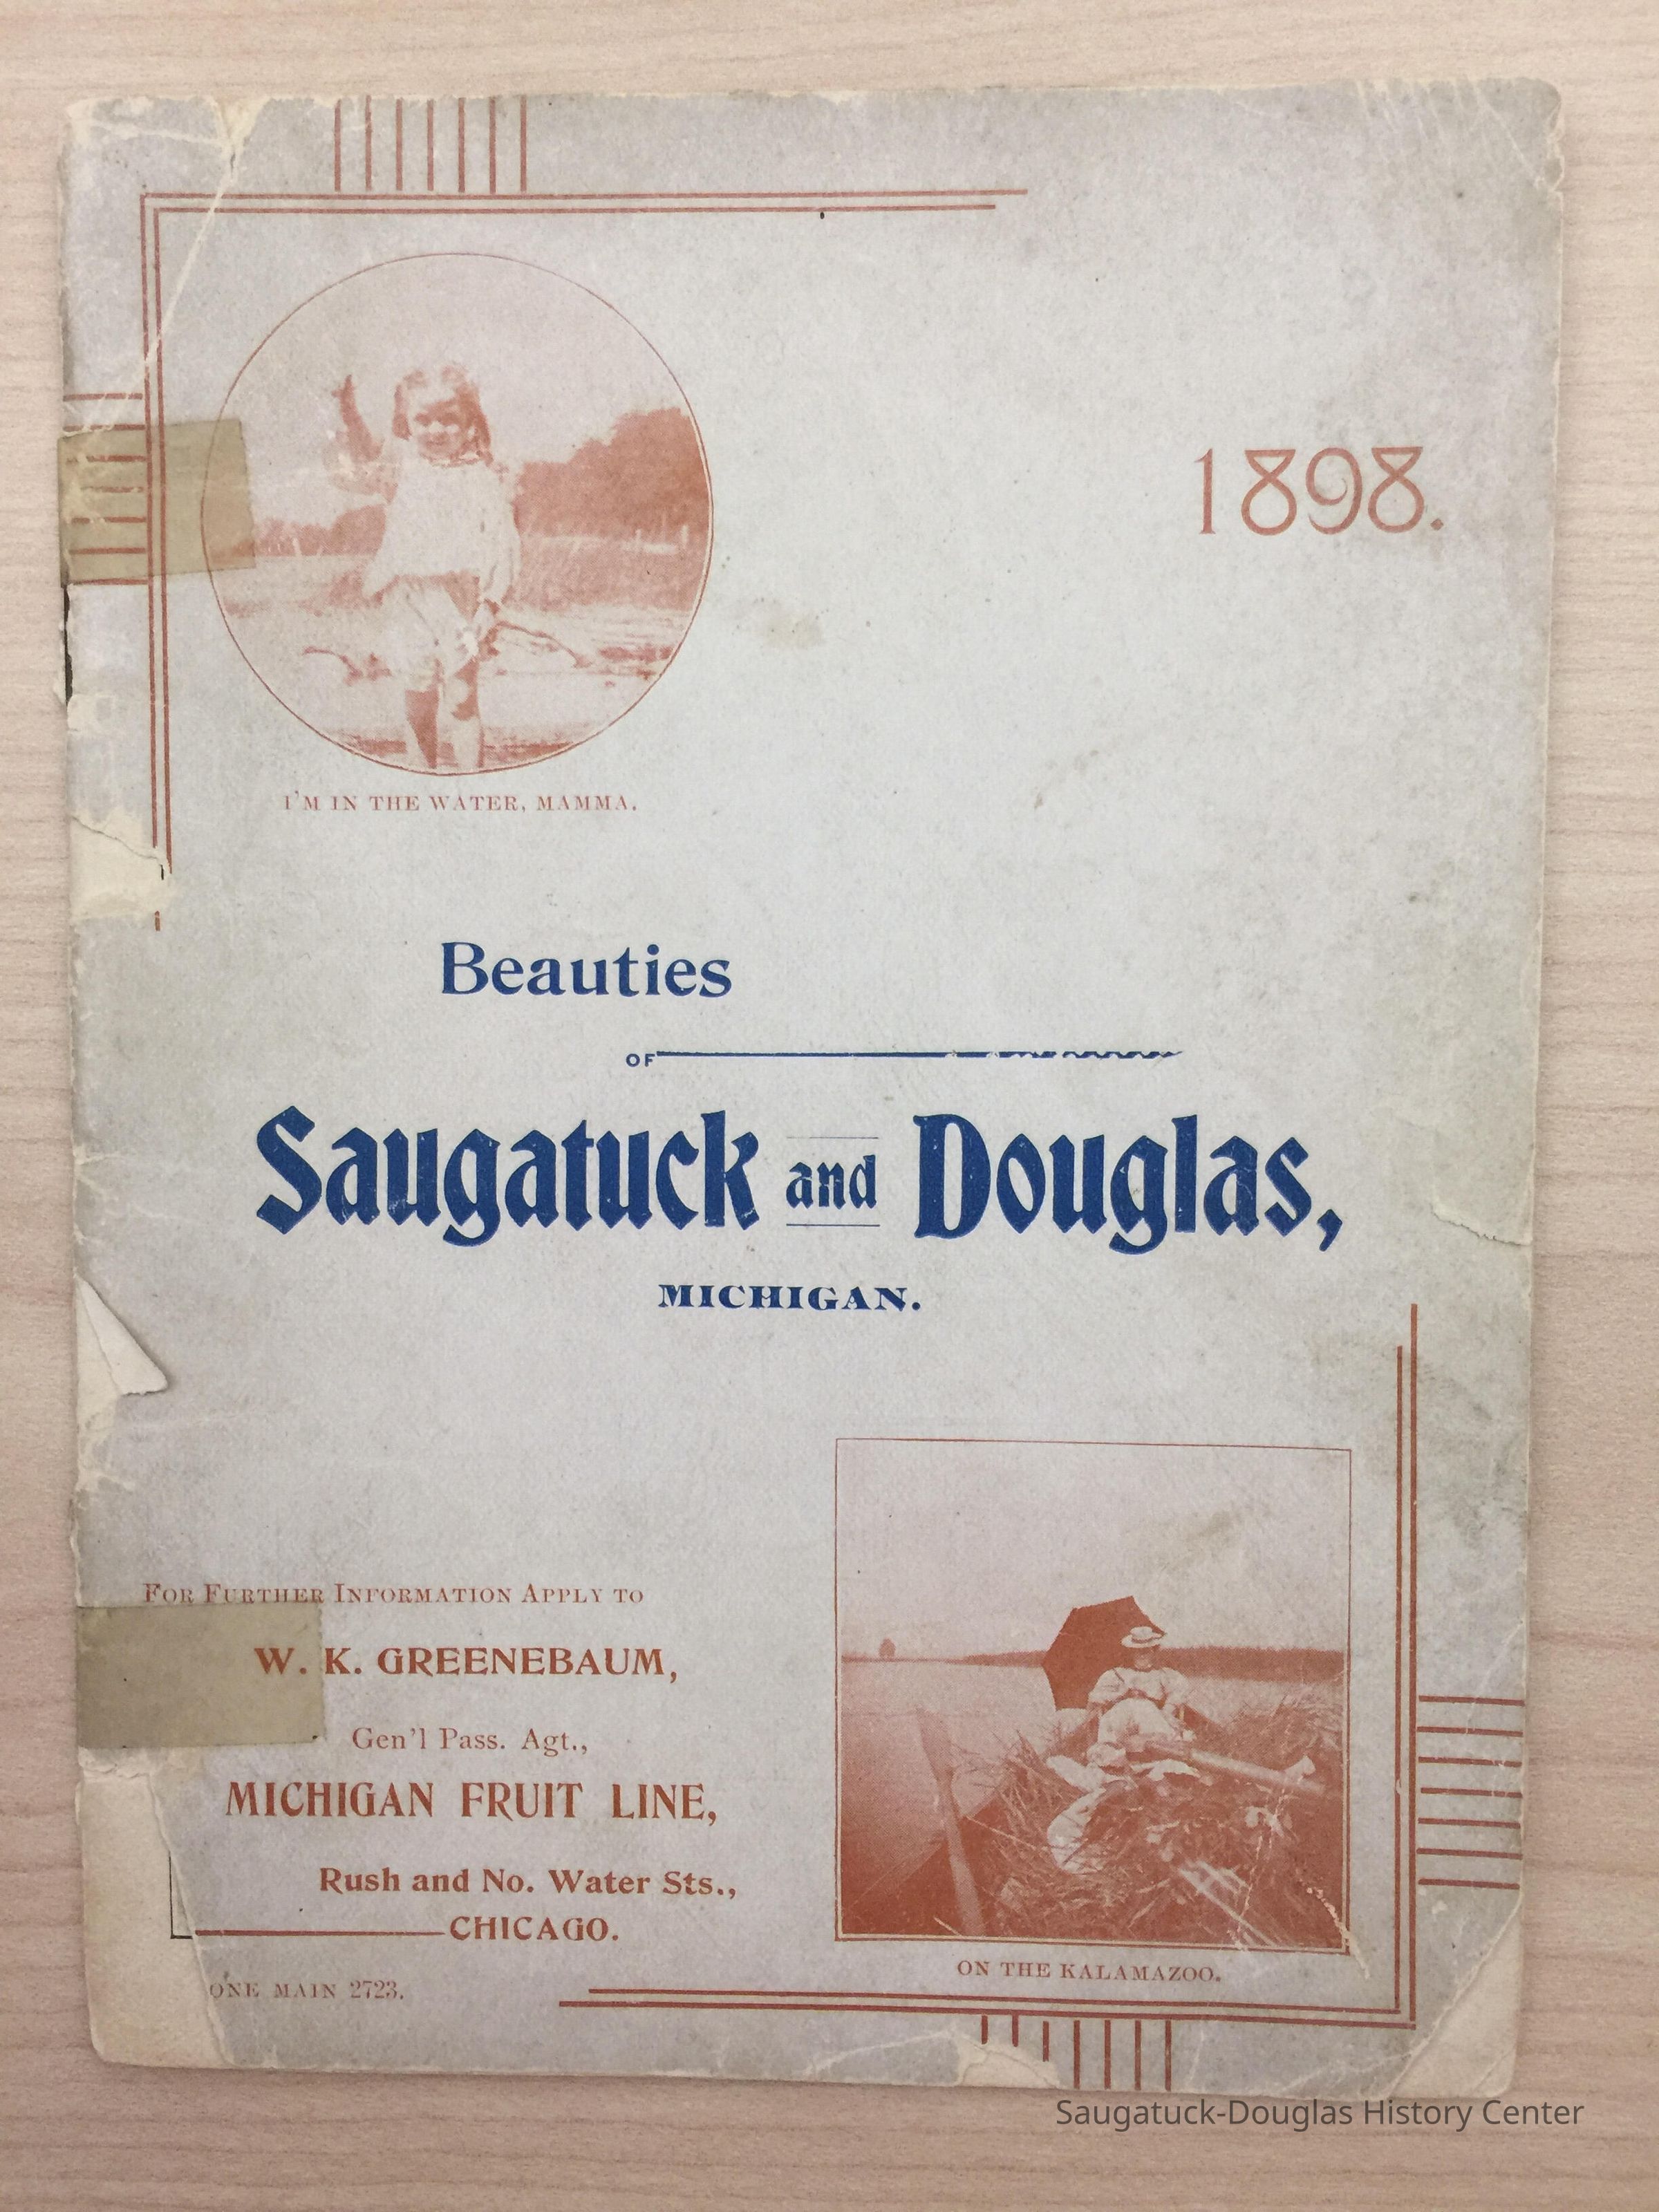 1898.
I'M IN THE WATER, MAMMA.
Beauties
OF
Saugatuck and Douglas,
MICHIGAN.
FOR FURTHER INFORMATION APPLY TO
W. K. GREENEBAUM,
Gen'l Pass. Agt.,
MICHIGAN FRUIT LINE,
Rush and No. Water Sts.,
CHICAGO.
ONE MAIN 2723.
ON THE KALAMAZOO.
Saugatuck-Douglas History Center